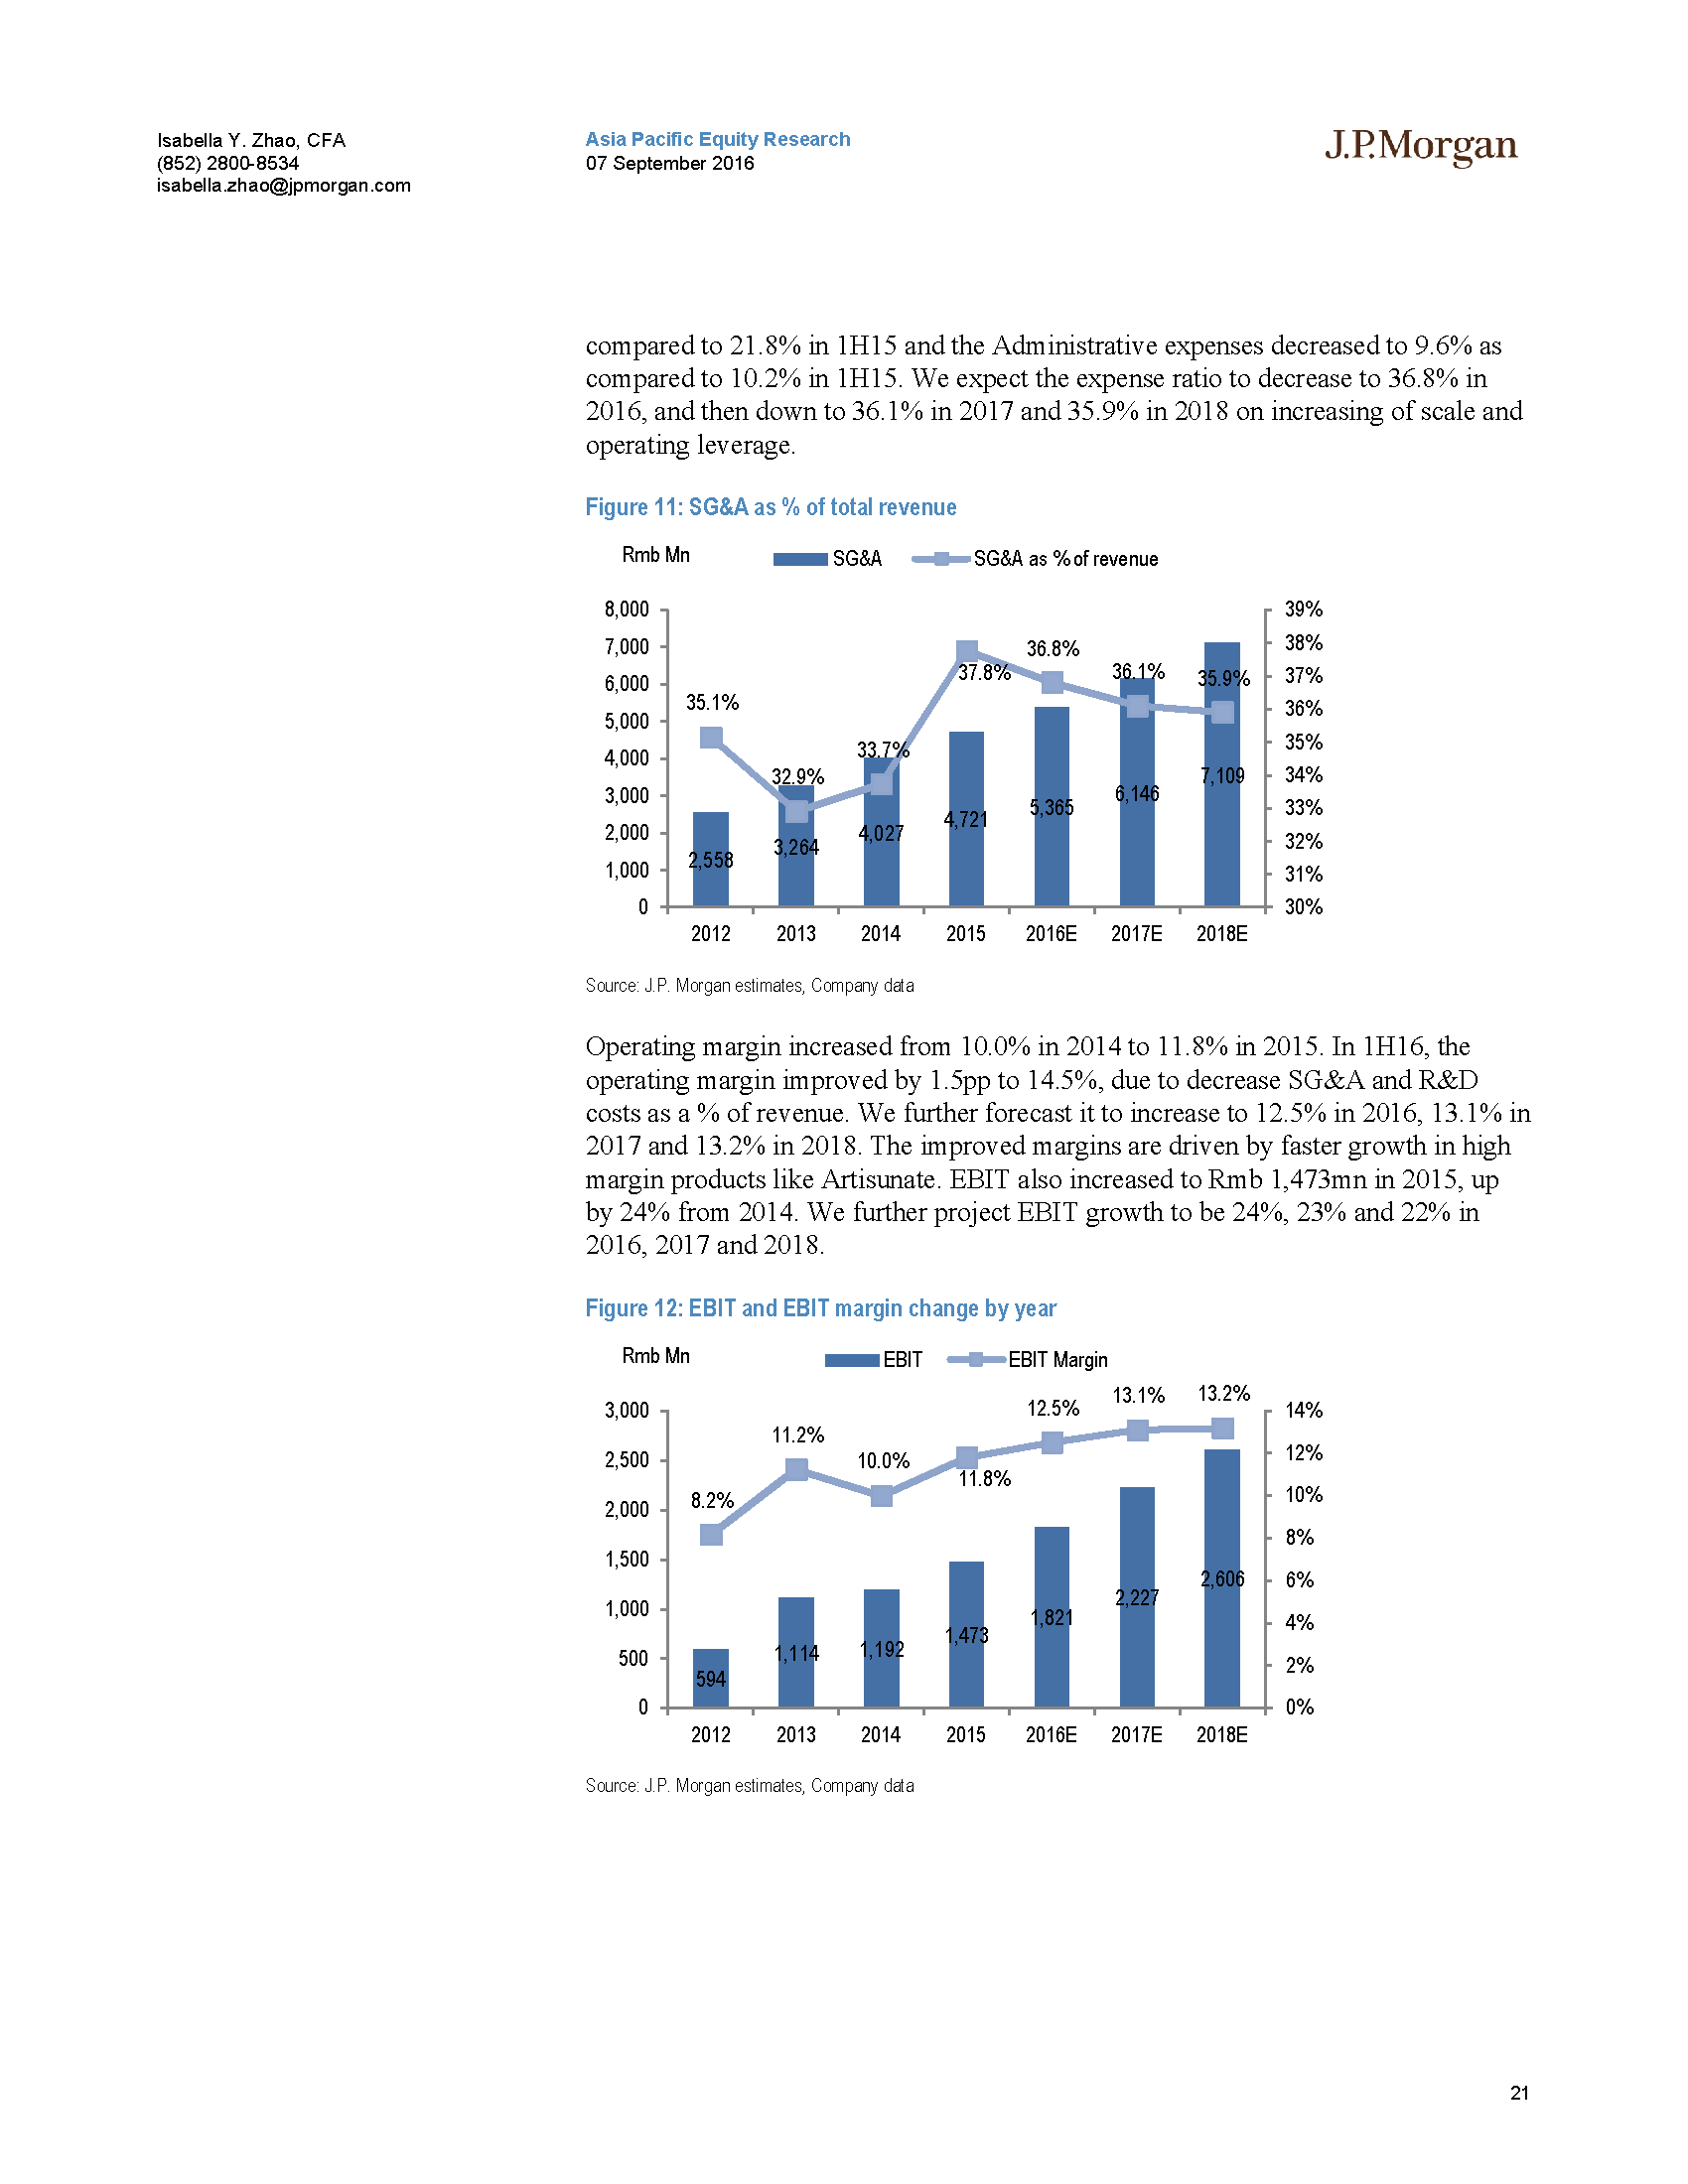 Isabella Y. Zhao, CFA
(852) 2800-8534
isabella.zhao@jpmorgan.com
Asia Pacific Equity Research
07 September 2016
J.P.Morgan
compared to 21.8% in 1H15 and the Administrative expenses decreased to 9.6% as
compared to 10.2% in 1H15. We expect the expense ratio to decrease to 36.8% in
2016, and then down to 36.1% in 2017 and 35.9% in 2018 on increasing of scale and
operating leverage.
Figure 11: SG&A as % of total revenue
Rmb Mn
SG&A
SG&A as % of revenue
8,000
7,000
6,000
5,000
4,000
3,000
2,000
1,000
0
35.1%
32.9%
33.7%
37.8%
36.8%
36.1%
35.9%
2,558
3,264
4,027
4,721
5,365
6,146
7,109
39%
38%
37%
36%
35%
34%
33%
32%
31%
30%
2012 2013 2014 2015 2016E 2017E 2018E
Source: J.P. Morgan estimates, Company data
Operating margin increased from 10.0% in 2014 to 11.8% in 2015. In 1H16, the
operating margin improved by 1.5pp to 14.5%, due to decrease SG&A and R&D
costs as a % of revenue. We further forecast it to increase to 12.5% in 2016, 13.1% in
2017 and 13.2% in 2018. The improved margins are driven by faster growth in high
margin products like Artisunate. EBIT also increased to Rmb 1,473mn in 2015, up
by 24% from 2014. We further project EBIT growth to be 24%, 23% and 22% in
2016, 2017 and 2018.
Figure 12: EBIT and EBIT margin change by year
Rmb Mn
EBIT
EBIT Margin
3,000
2,500
2,000
1,500
1,000
500
0
8.2%
11.2%
10.0%
11.8%
12.5%
13.1%
13.2%
594
1,114
1,192
1,473
1,821
2,227
2,606
14%
12%
10%
8%
6%
4%
2%
0%
2012 2013 2014 2015 2016E 2017E 2018E
Source: J.P. Morgan estimates, Company data
21